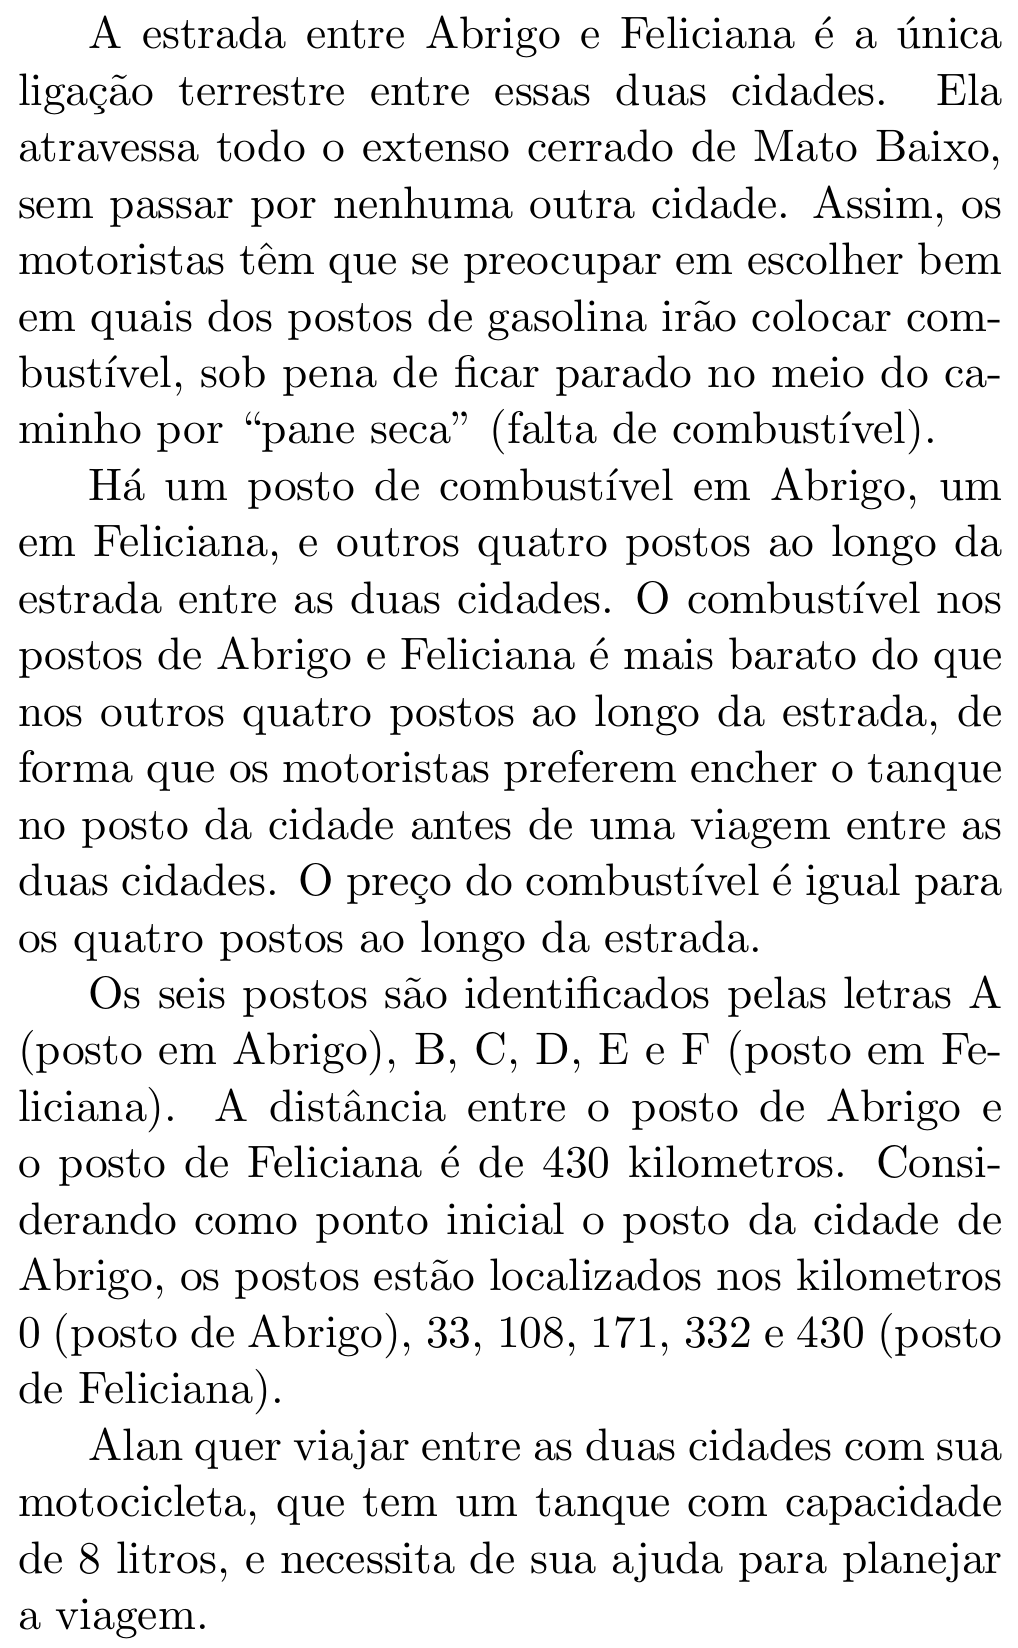 A estrada entre Abrigo e Feliciana é a única
ligação terrestre entre essas duas cidades. Ela
atravessa todo o extenso cerrado de Mato Baixo,
sem passar por nenhuma outra cidade. Assim, os
motoristas têm que se preocupar em escolher bem
em quais dos postos de gasolina irão colocar com-
bustível, sob pena de ficar parado no meio do ca-
minho por “pane seca” (falta de combustível).
Há um posto de combustível em Abrigo, um
em Feliciana, e outros quatro postos ao longo da
estrada entre as duas cidades. O combustível nos
postos de Abrigo e Feliciana é mais barato do que
nos outros quatro postos ao longo da estrada, de
forma que os motoristas preferem encher o tanque
no posto da cidade antes de uma viagem entre as
duas cidades. O preço do combustível é igual para
os quatro postos ao longo da estrada.
Os seis postos são identificados pelas letras A
(posto em Abrigo), B, C, D, E e F (posto em Fe-
liciana). A distância entre o posto de Abrigo e
o posto de Feliciana é de 430 kilometros. Consi-
derando como ponto inicial o posto da cidade de
Abrigo, os postos estão localizados nos kilometros
0 (posto de Abrigo), 33, 108, 171, 332 e 430 (posto
de Feliciana).
Alan quer viajar entre as duas cidades com sua
motocicleta, que tem um tanque com capacidade
de 8 litros, e necessita de sua ajuda para planejar
a viagem.